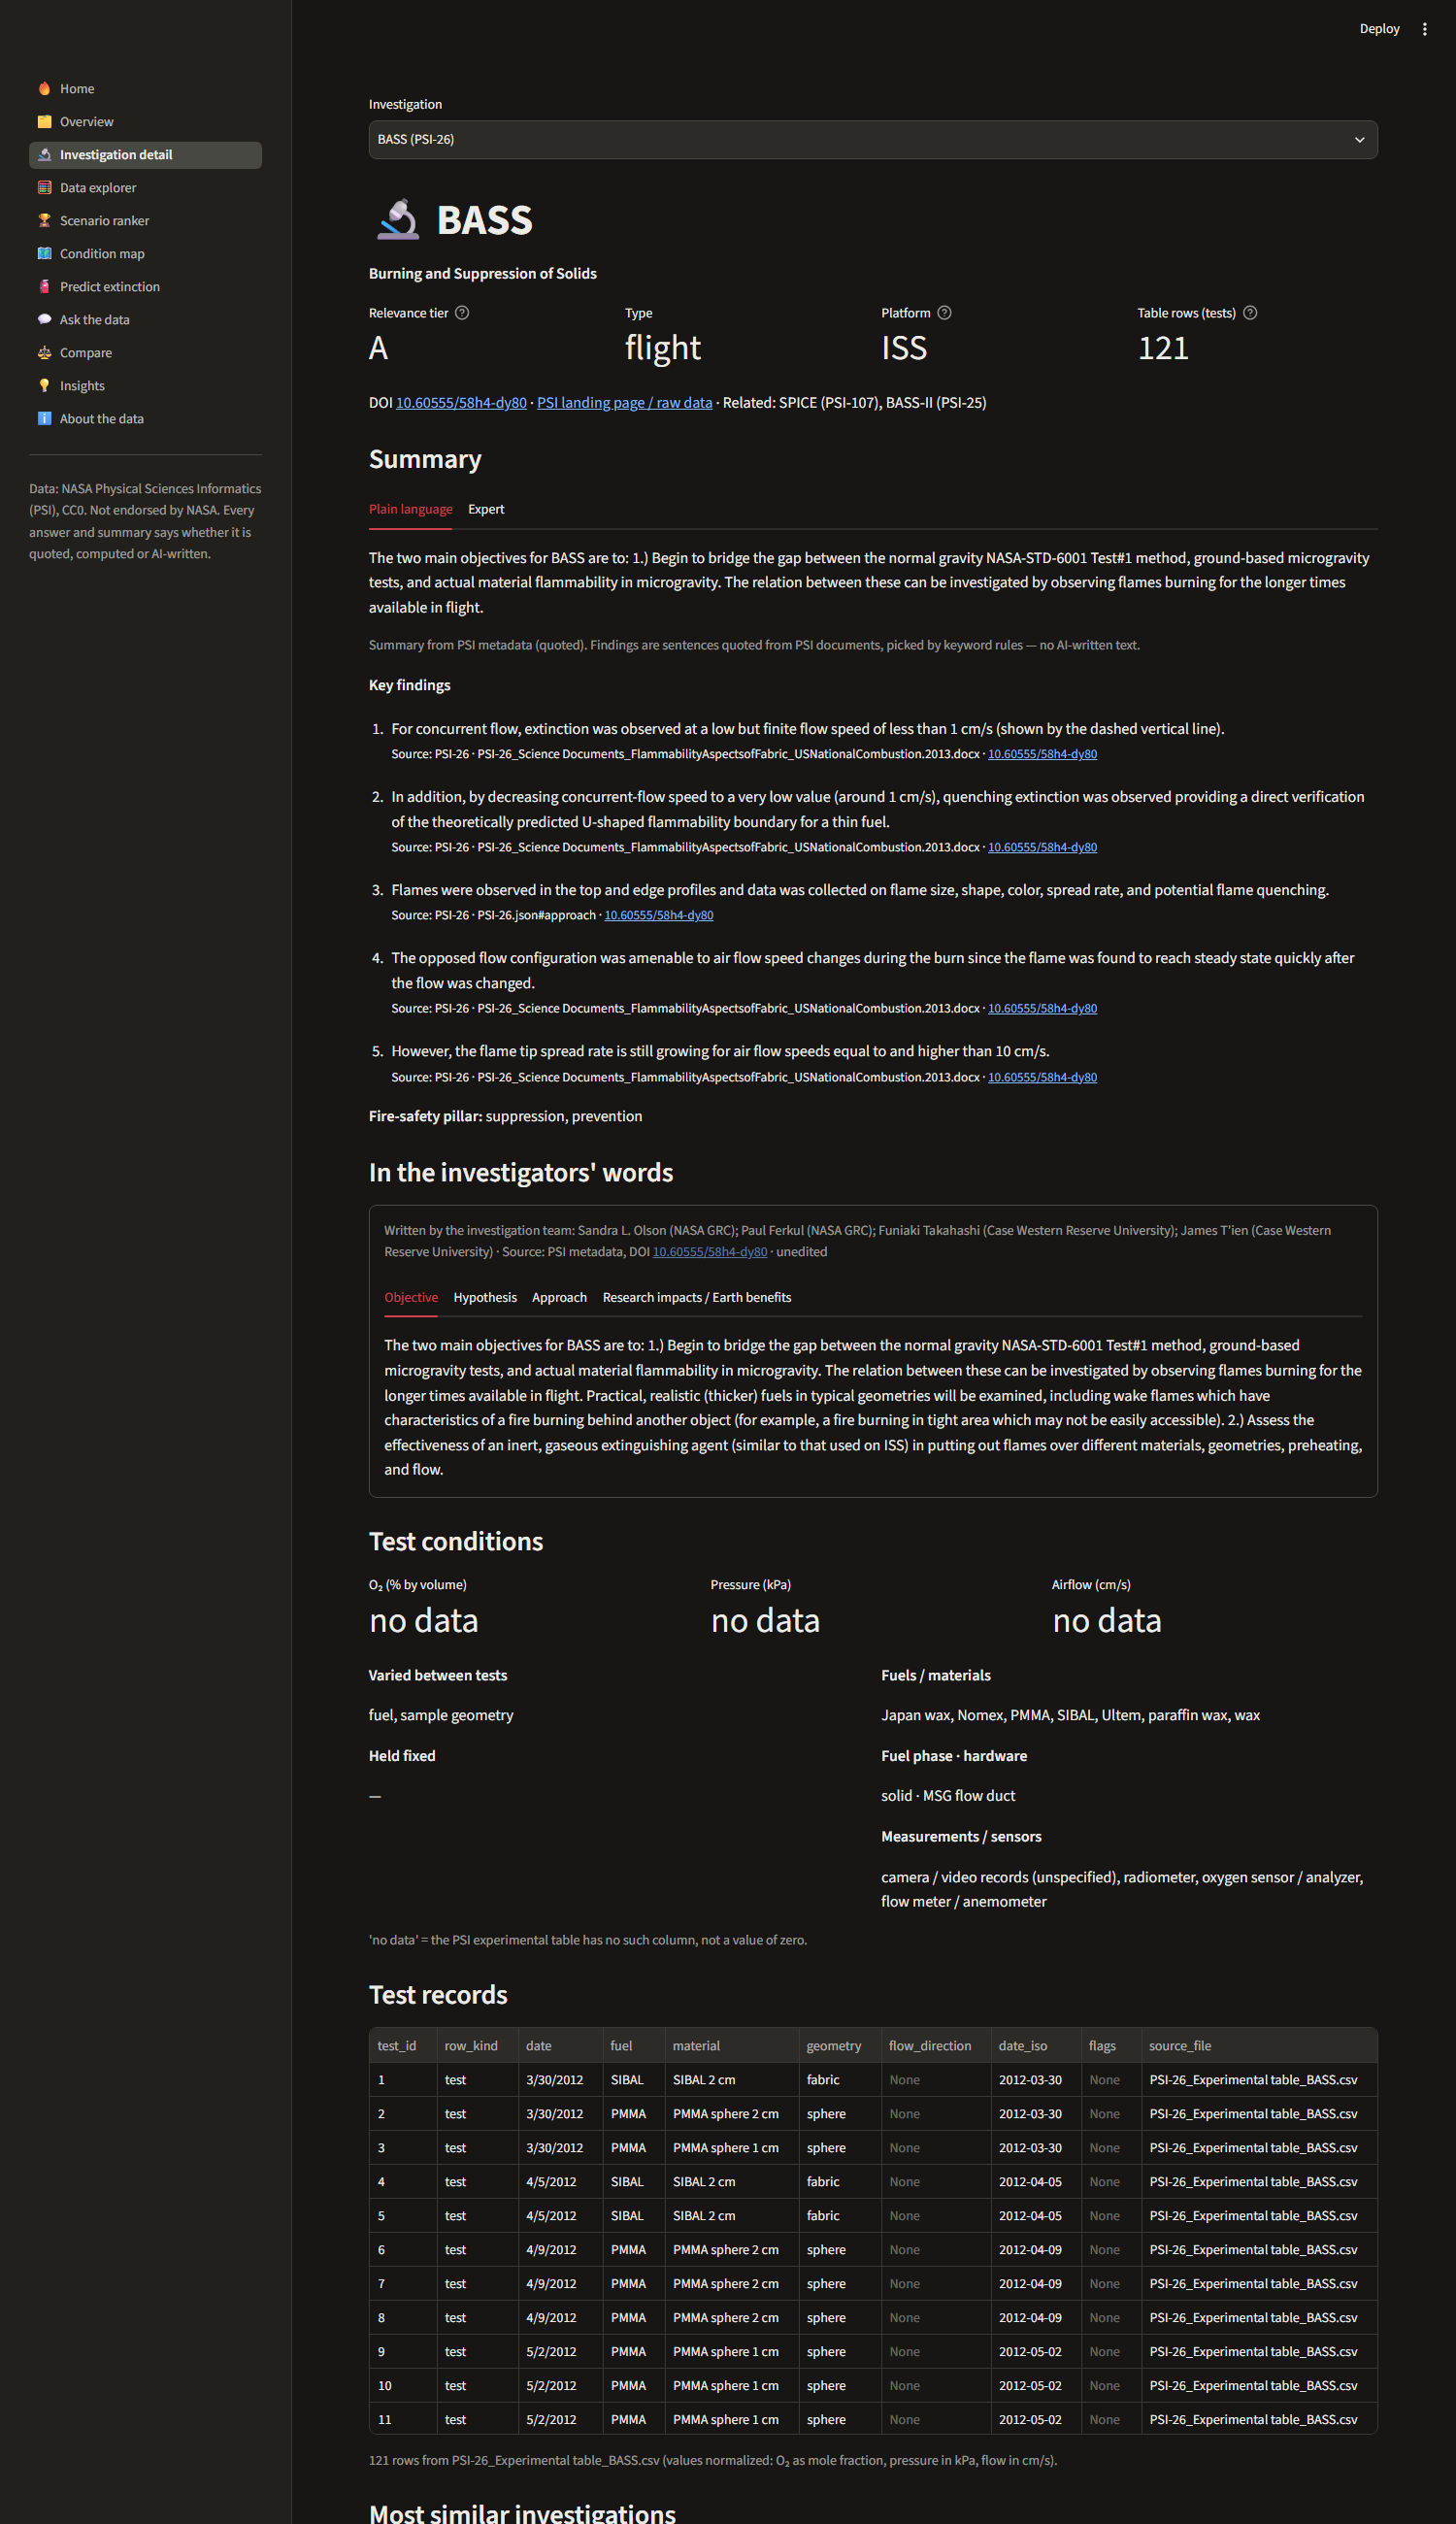 Deploy
Home
Overview
Investigation detail
Data explorer
Scenario ranker
Condition map
Predict extinction
Ask the data
Compare
Insights
About the data
Data: NASA Physical Sciences Informatics
(PSI), CC0. Not endorsed by NASA. Every
answer and summary says whether it is
quoted, computed or AI-written.
Investigation
BASS (PSI-26)
BASS
Burning and Suppression of Solids
Relevance tier Type Platform Table rows (tests)
A flight ISS 121
DOI 10.60555/58h4-dy80 · PSI landing page / raw data · Related: SPICE (PSI-107), BASS-II (PSI-25)
Summary
Plain language Expert
The two main objectives for BASS are to: 1.) Begin to bridge the gap between the normal gravity NASA-STD-6001 Test#1 method, ground-based microgravity
tests, and actual material flammability in microgravity. The relation between these can be investigated by observing flames burning for the longer times
available in flight.
Summary from PSI metadata (quoted). Findings are sentences quoted from PSI documents, picked by keyword rules — no AI-written text.
Key findings
1. For concurrent flow, extinction was observed at a low but finite flow speed of less than 1 cm/s (shown by the dashed vertical line).
Source: PSI-26 · PSI-26_Science Documents_FlammabilityAspectsofFabric_USNationalCombustion.2013.docx · 10.60555/58h4-dy80
2. In addition, by decreasing concurrent-flow speed to a very low value (around 1 cm/s), quenching extinction was observed providing a direct verification
of the theoretically predicted U-shaped flammability boundary for a thin fuel.
Source: PSI-26 · PSI-26_Science Documents_FlammabilityAspectsofFabric_USNationalCombustion.2013.docx · 10.60555/58h4-dy80
3. Flames were observed in the top and edge profiles and data was collected on flame size, shape, color, spread rate, and potential flame quenching.
Source: PSI-26 · PSI-26.json#approach · 10.60555/58h4-dy80
4. The opposed flow configuration was amenable to air flow speed changes during the burn since the flame was found to reach steady state quickly after
the flow was changed.
Source: PSI-26 · PSI-26_Science Documents_FlammabilityAspectsofFabric_USNationalCombustion.2013.docx · 10.60555/58h4-dy80
5. However, the flame tip spread rate is still growing for air flow speeds equal to and higher than 10 cm/s.
Source: PSI-26 · PSI-26_Science Documents_FlammabilityAspectsofFabric_USNationalCombustion.2013.docx · 10.60555/58h4-dy80
Fire-safety pillar: suppression, prevention
In the investigators' words
Written by the investigation team: Sandra L. Olson (NASA GRC); Paul Ferkul (NASA GRC); Funiaki Takahashi (Case Western Reserve University); James T'ien (Case Western
Reserve University) · Source: PSI metadata, DOI 10.60555/58h4-dy80 · unedited
Objective Hypothesis Approach Research impacts / Earth benefits
The two main objectives for BASS are to: 1.) Begin to bridge the gap between the normal gravity NASA-STD-6001 Test#1 method, ground-based
microgravity tests, and actual material flammability in microgravity. The relation between these can be investigated by observing flames burning for the
longer times available in flight. Practical, realistic (thicker) fuels in typical geometries will be examined, including wake flames which have
characteristics of a fire burning behind another object (for example, a fire burning in tight area which may not be easily accessible). 2.) Assess the
effectiveness of an inert, gaseous extinguishing agent (similar to that used on ISS) in putting out flames over different materials, geometries, preheating,
and flow.
Test conditions
O₂ (% by volume) Pressure (kPa) Airflow (cm/s)
no data no data no data
Varied between tests
fuel, sample geometry
Held fixed
—
Fuels / materials
Japan wax, Nomex, PMMA, SIBAL, Ultem, paraffin wax, wax
Fuel phase · hardware
solid · MSG flow duct
Measurements / sensors
camera / video records (unspecified), radiometer, oxygen sensor / analyzer,
flow meter / anemometer
'no data' = the PSI experimental table has no such column, not a value of zero.
Test records
test_id row_kind date fuel material geometry flow_direction date_iso flags source_file
1 test 3/30/2012 SIBAL SIBAL 2 cm fabric None 2012-03-30 None PSI-26_Experimental table_BASS.csv
2 test 3/30/2012 PMMA PMMA sphere 2 cm sphere None 2012-03-30 None PSI-26_Experimental table_BASS.csv
3 test 3/30/2012 PMMA PMMA sphere 1 cm sphere None 2012-03-30 None PSI-26_Experimental table_BASS.csv
4 test 4/5/2012 SIBAL SIBAL 2 cm fabric None 2012-04-05 None PSI-26_Experimental table_BASS.csv
5 test 4/5/2012 SIBAL SIBAL 2 cm fabric None 2012-04-05 None PSI-26_Experimental table_BASS.csv
6 test 4/9/2012 PMMA PMMA sphere 2 cm sphere None 2012-04-09 None PSI-26_Experimental table_BASS.csv
7 test 4/9/2012 PMMA PMMA sphere 2 cm sphere None 2012-04-09 None PSI-26_Experimental table_BASS.csv
8 test 4/9/2012 PMMA PMMA sphere 2 cm sphere None 2012-04-09 None PSI-26_Experimental table_BASS.csv
9 test 5/2/2012 PMMA PMMA sphere 1 cm sphere None 2012-05-02 None PSI-26_Experimental table_BASS.csv
10 test 5/2/2012 PMMA PMMA sphere 1 cm sphere None 2012-05-02 None PSI-26_Experimental table_BASS.csv
11 test 5/2/2012 PMMA PMMA sphere 1 cm sphere None 2012-05-02 None PSI-26_Experimental table_BASS.csv
121 rows from PSI-26_Experimental table_BASS.csv (values normalized: O₂ as mole fraction, pressure in kPa, flow in cm/s).
Most similar investigations